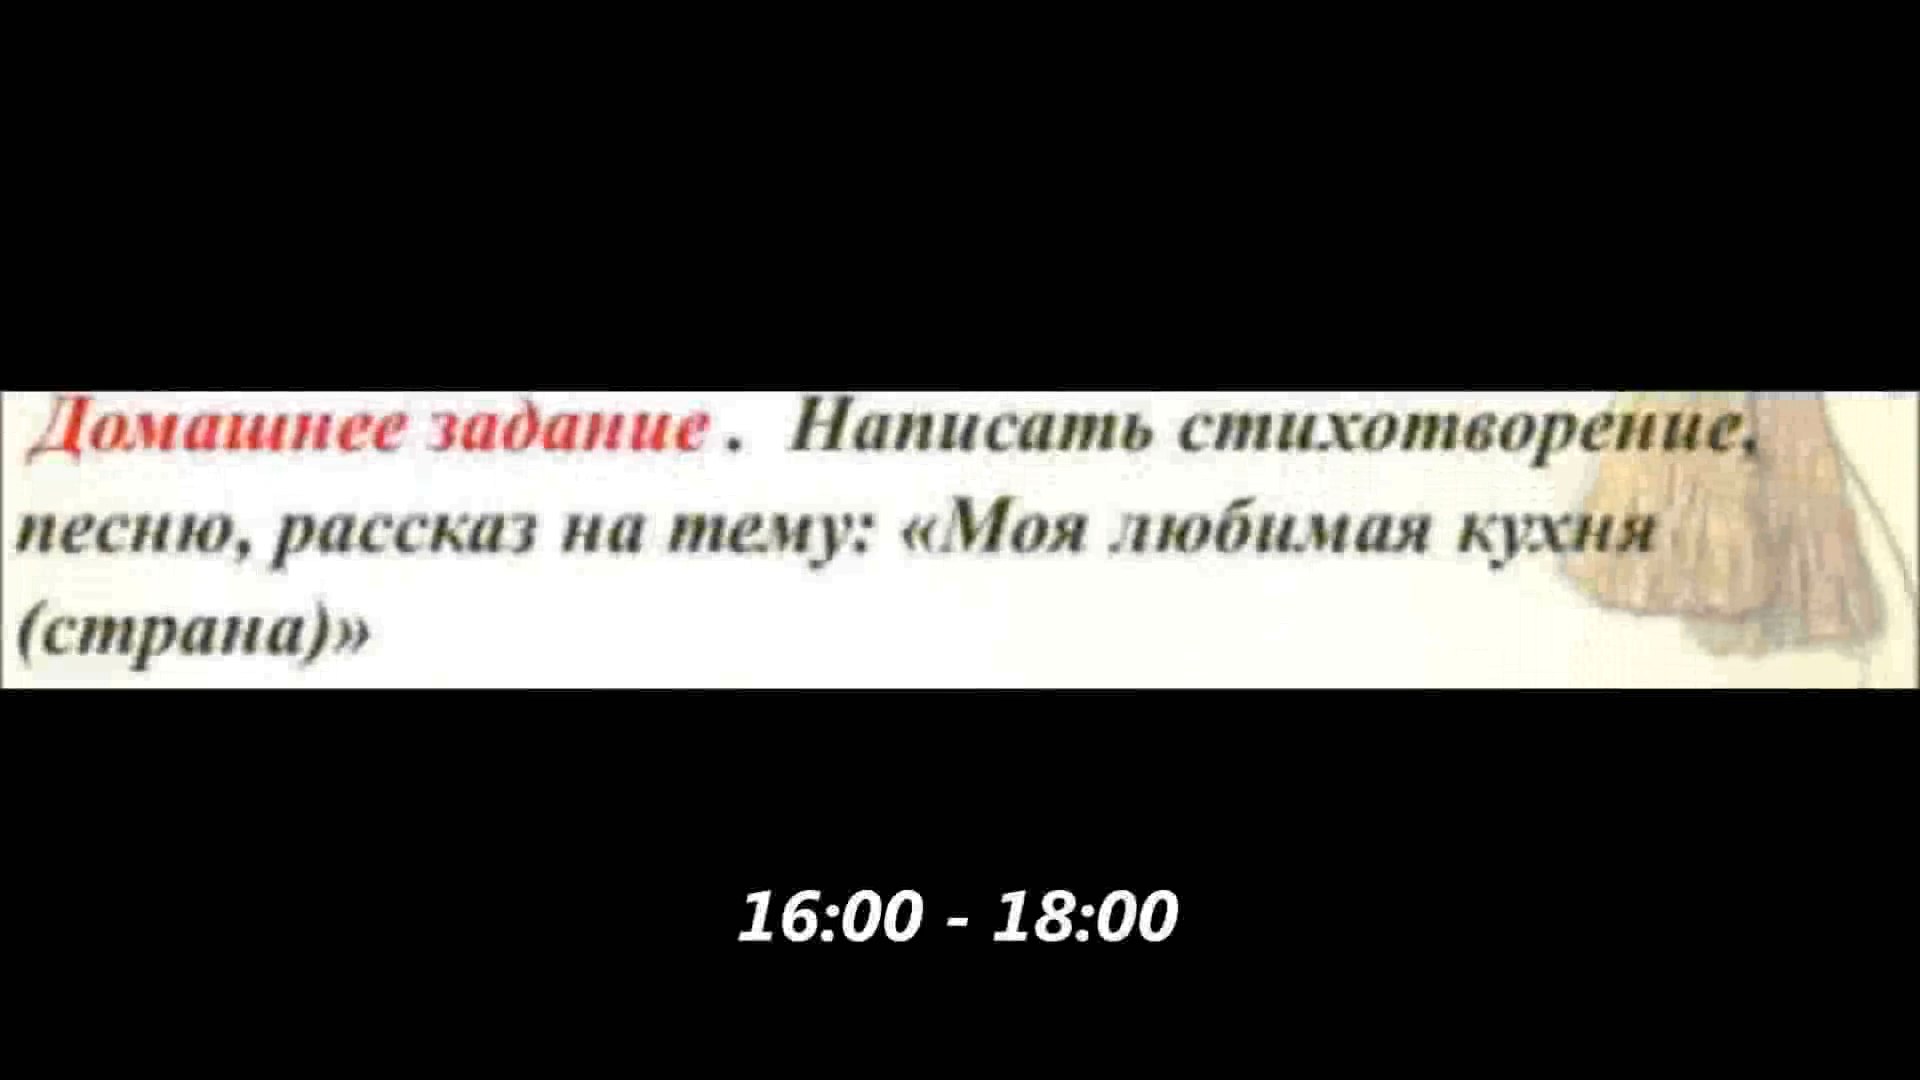 Домашнее задание . Написать стихотворение,
песню, рассказ на тему: «Моя любимая кухня
(страна)»
16:00 - 18:00